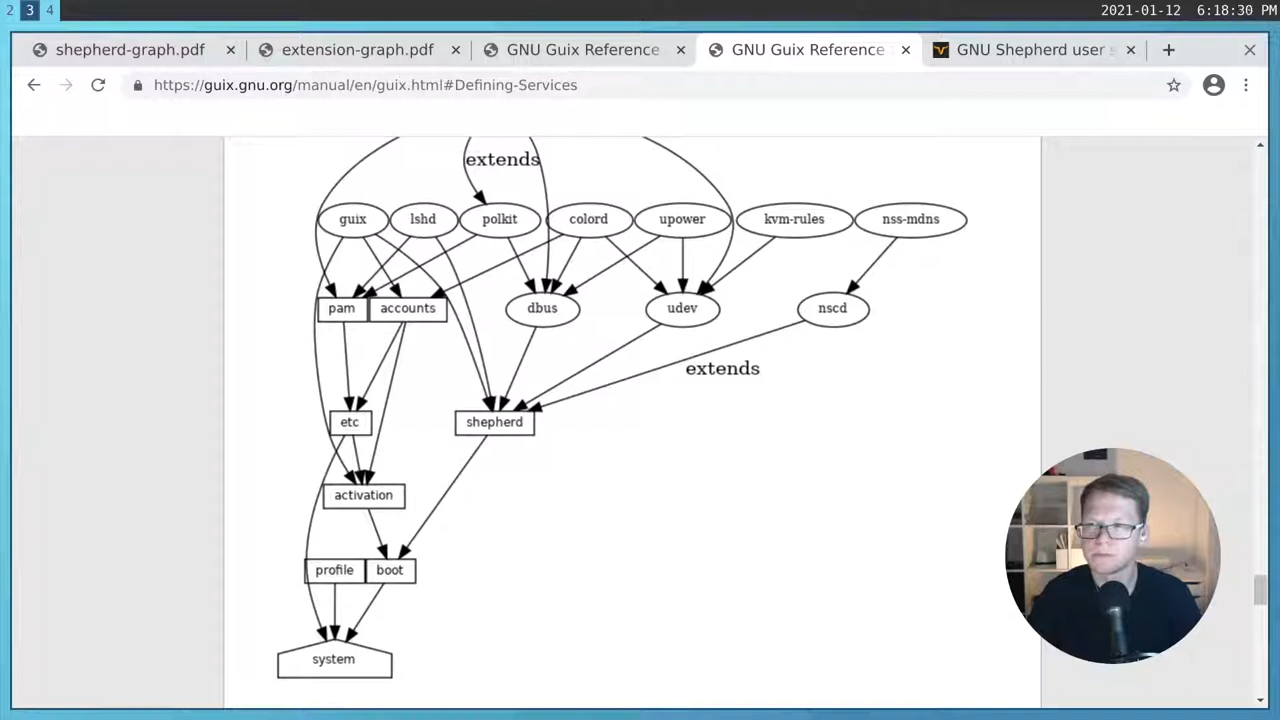 2 3 4 2021-01-12 6:18:30 PM
shepherd-graph.pdf extension-graph.pdf GNU Guix Reference GNU Guix Reference GNU Shepherd user s
https://guix.gnu.org/manual/en/guix.html#Defining-Services
extends
guix lshd polkit colord upower kvm-rules nss-mdns
pam accounts dbus udev nscd
extends
etc shepherd
activation
profile boot
system